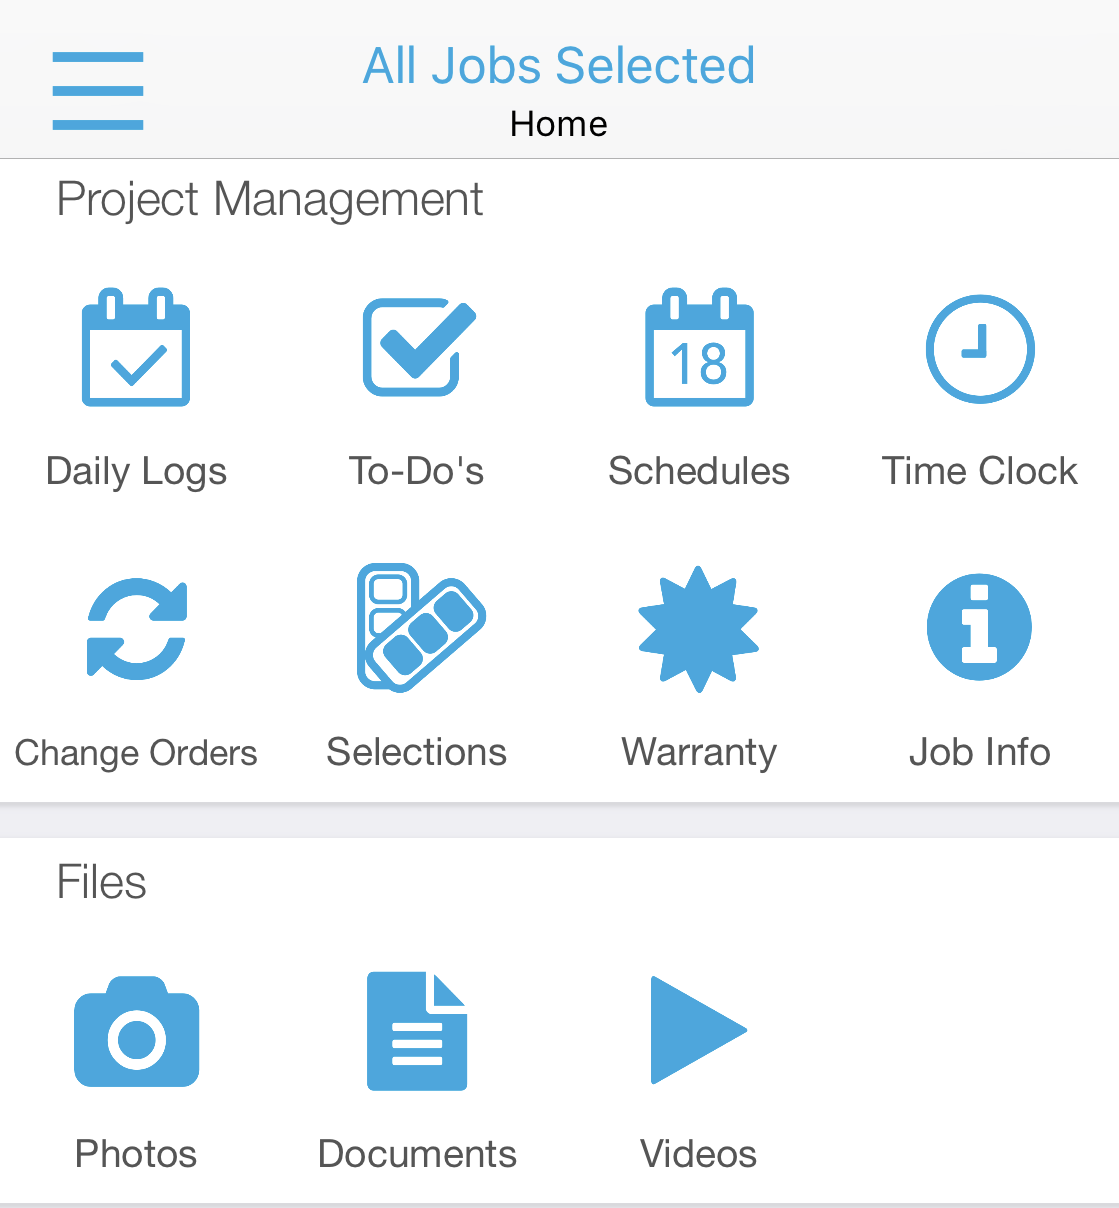 All Jobs Selected
Home
Project Management
18
Daily Logs To-Do's Schedules Time Clock
Change Orders Selections Warranty Job Info
Files
Photos Documents Videos